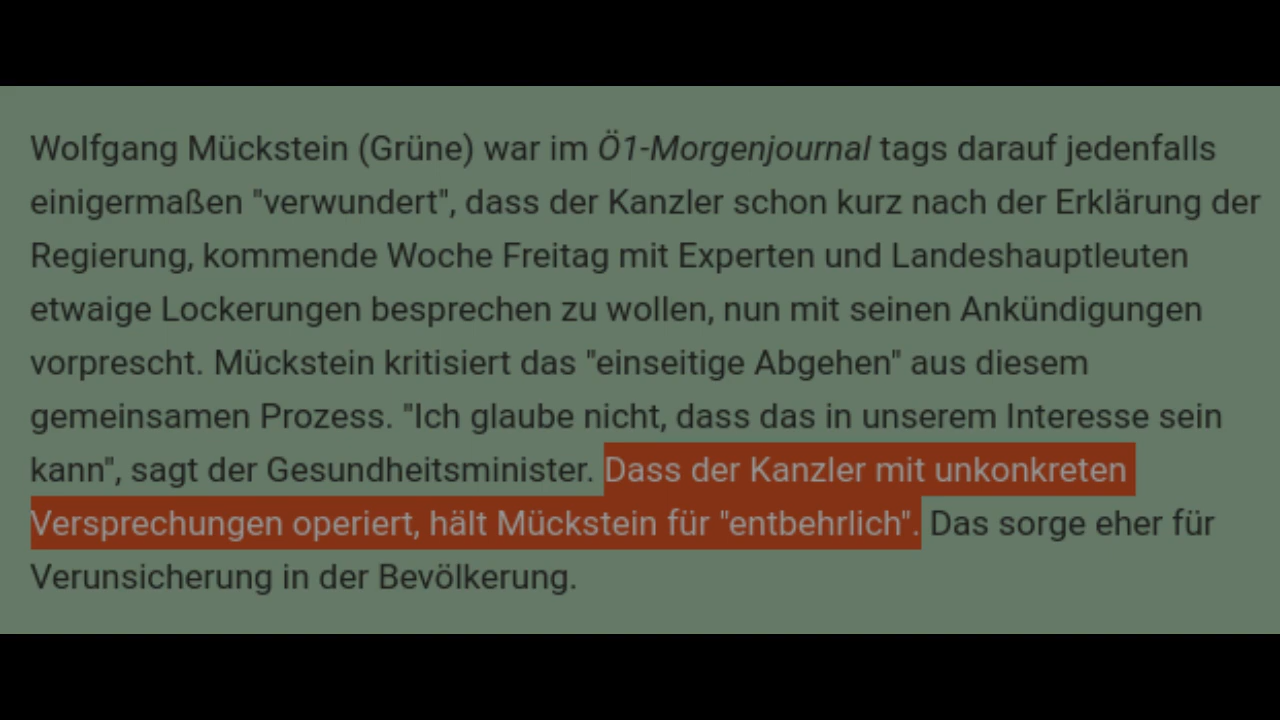 Wolfgang Mückstein (Grüne) war im Ö1-Morgenjournal tags darauf jedenfalls
einigermaßen "verwundert", dass der Kanzler schon kurz nach der Erklärung der
Regierung, kommende Woche Freitag mit Experten und Landeshauptleuten
etwaige Lockerungen besprechen zu wollen, nun mit seinen Ankündigungen
vorprescht. Mückstein kritisiert das "einseitige Abgehen" aus diesem
gemeinsamen Prozess. "Ich glaube nicht, dass das in unserem Interesse sein
kann", sagt der Gesundheitsminister. Dass der Kanzler mit unkonkreten
Versprechungen operiert, hält Mückstein für "entbehrlich". Das sorge eher für
Verunsicherung in der Bevölkerung.